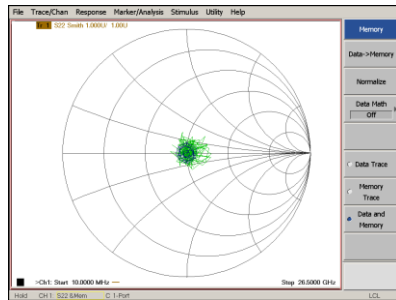 File Trace/Chan Response Marker/Analysis Stimulus Utility Help
Tr 1 S22 Smith 1.000U/ 1.00U
Memory
Data->Memory
Normalize
Data Math
Off
Data Trace
Memory
Trace
Data and
Memory
>Ch1: Start 10.0000 MHz
Stop 26.5000 GHz
Hold CH 1: S22 &Mem C 1-Port LCL